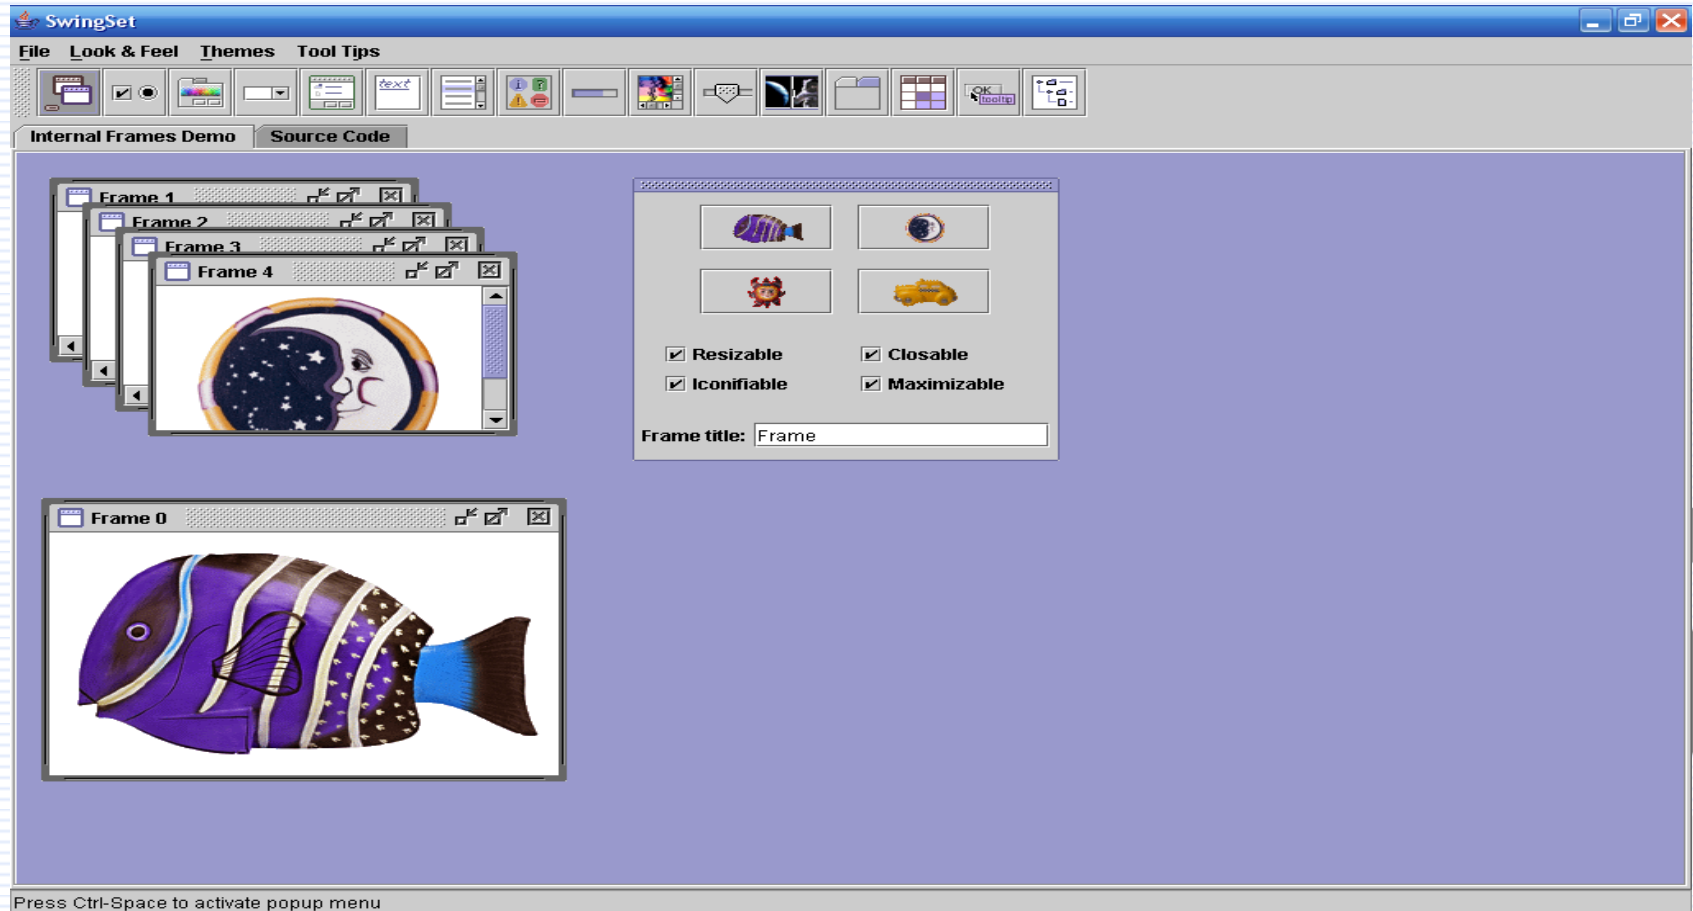 SwingSet
File Look & Feel Themes Tool Tips
text
OK
tooltip
Internal Frames Demo Source Code
Frame 1
Frame 2
Frame 3
Frame 4
Resizable Closable
Iconifiable Maximizable
Frame title: Frame
Frame 0
Press Ctrl-Space to activate popup menu